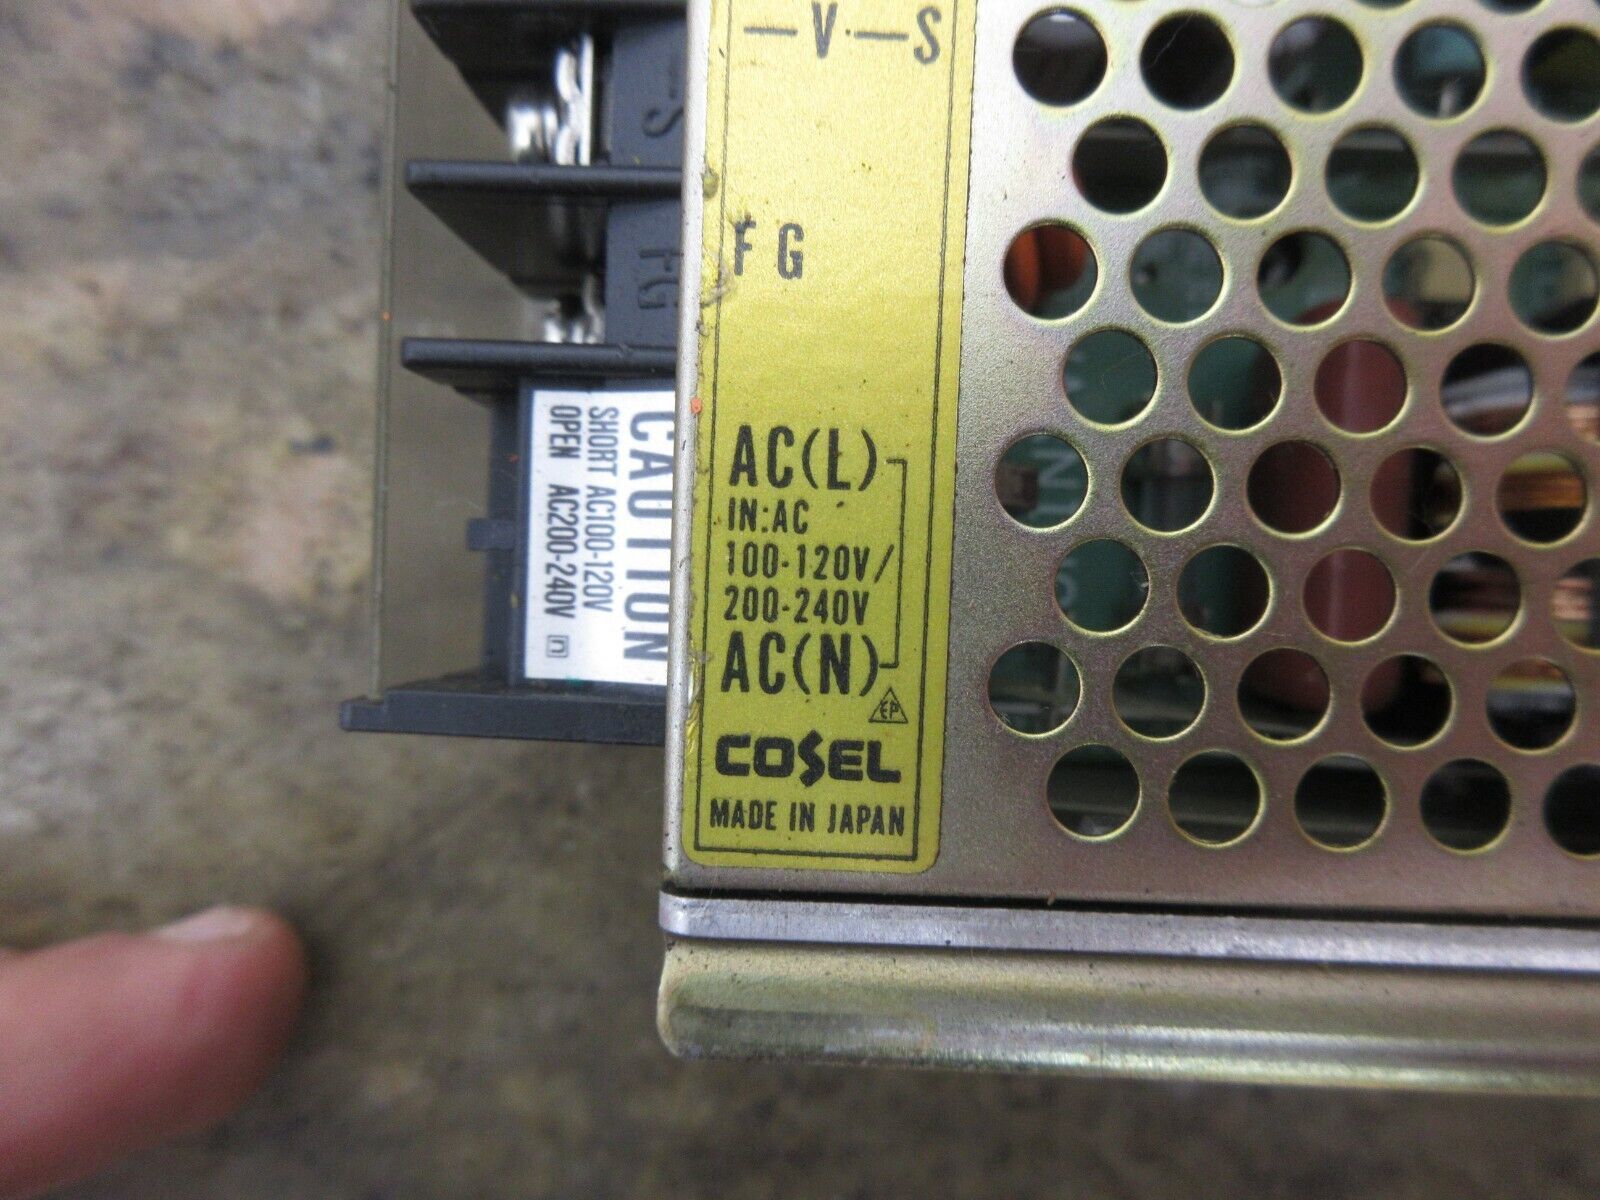 —V·—S
-S
FG
F G
CAUTION
SHORT AC100-120V
OPEN AC200-240V
AC(L)
IN:AC
100-120V/
200-240V
AC(N)
EP
COSEL
MADE IN JAPAN